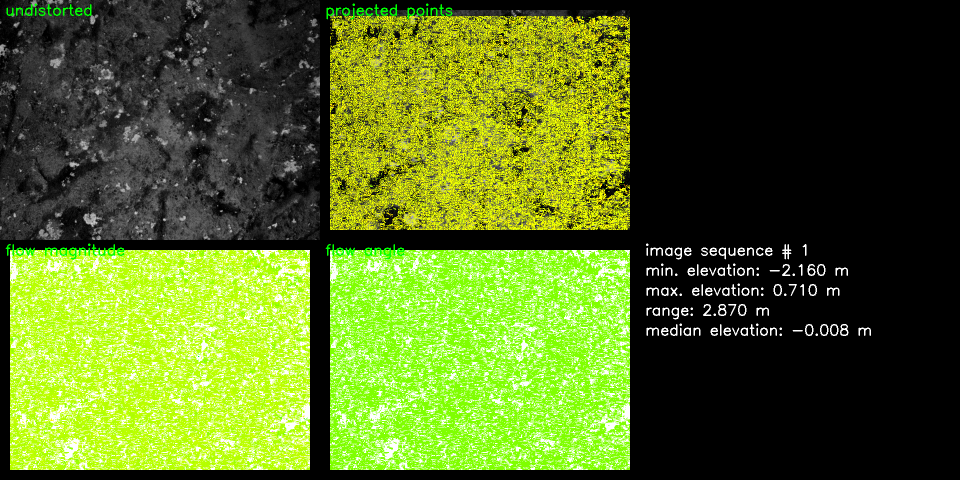 undistorted
projected points
flow magnitude
flow angle
image sequence # 1
min. elevation: −2.160 m
max. elevation: 0.710 m
range: 2.870 m
median elevation: −0.008 m